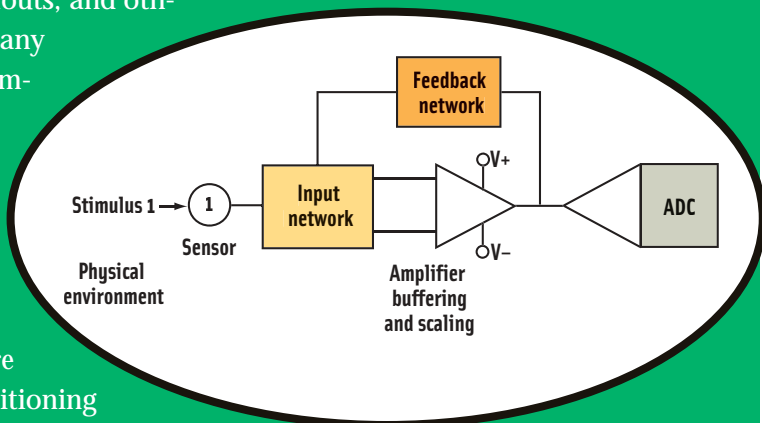 outs, and oth-
any
m-
Feedback
network
V+
Stimulus 1
1
Input
network
ADC
Sensor
V–
Physical
environment
Amplifier
buffering
and scaling
re
itioning